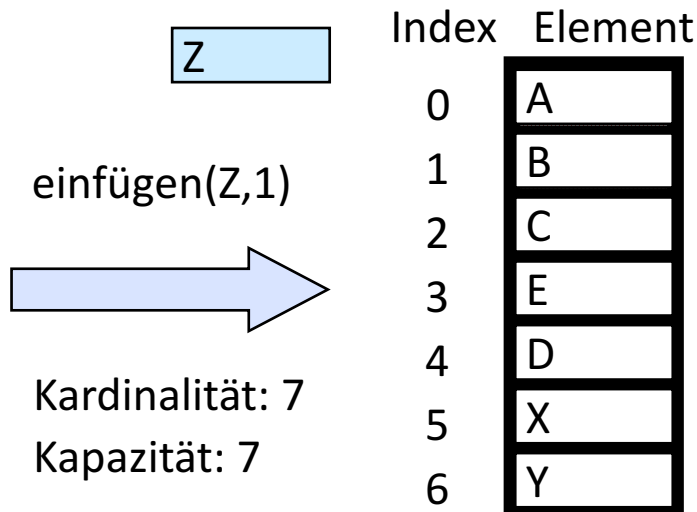 Z
einfügen(Z,1)
Kardinalität: 7
Kapazität: 7
Index Element
0 A
1 B
2 C
3 E
4 D
5 X
6 Y